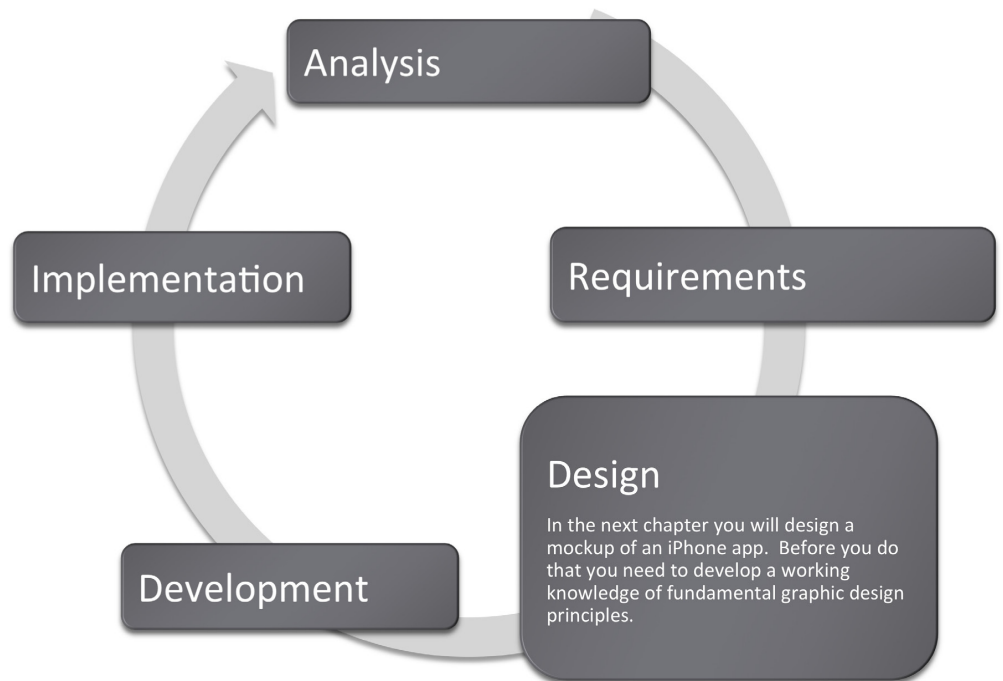 Analysis
Requirements
Design
In the next chapter you will design a
mockup of an iPhone app.  Before you do
that you need to develop a working
knowledge of fundamental graphic design
principles.
Development
Implementation